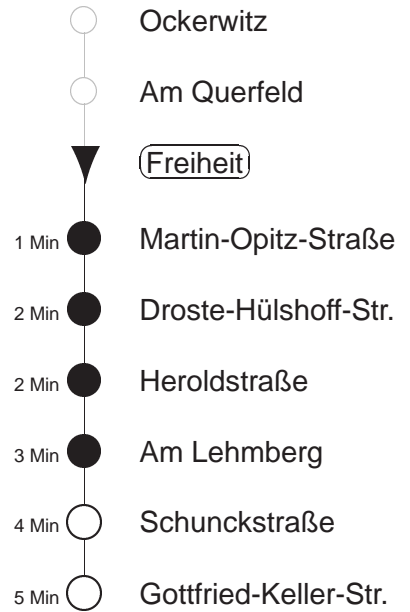 Ockerwitz
Am Querfeld
Freiheit
1 Min Martin-Opitz-Straße
2 Min Droste-Hülshoff-Str.
2 Min Heroldstraße
3 Min Am Lehmberg
4 Min Schunckstraße
5 Min Gottfried-Keller-Str.